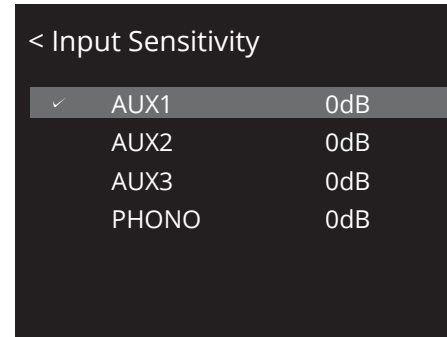 < Input Sensitivity
✓ AUX1 0dB
AUX2 0dB
AUX3 0dB
PHONO 0dB